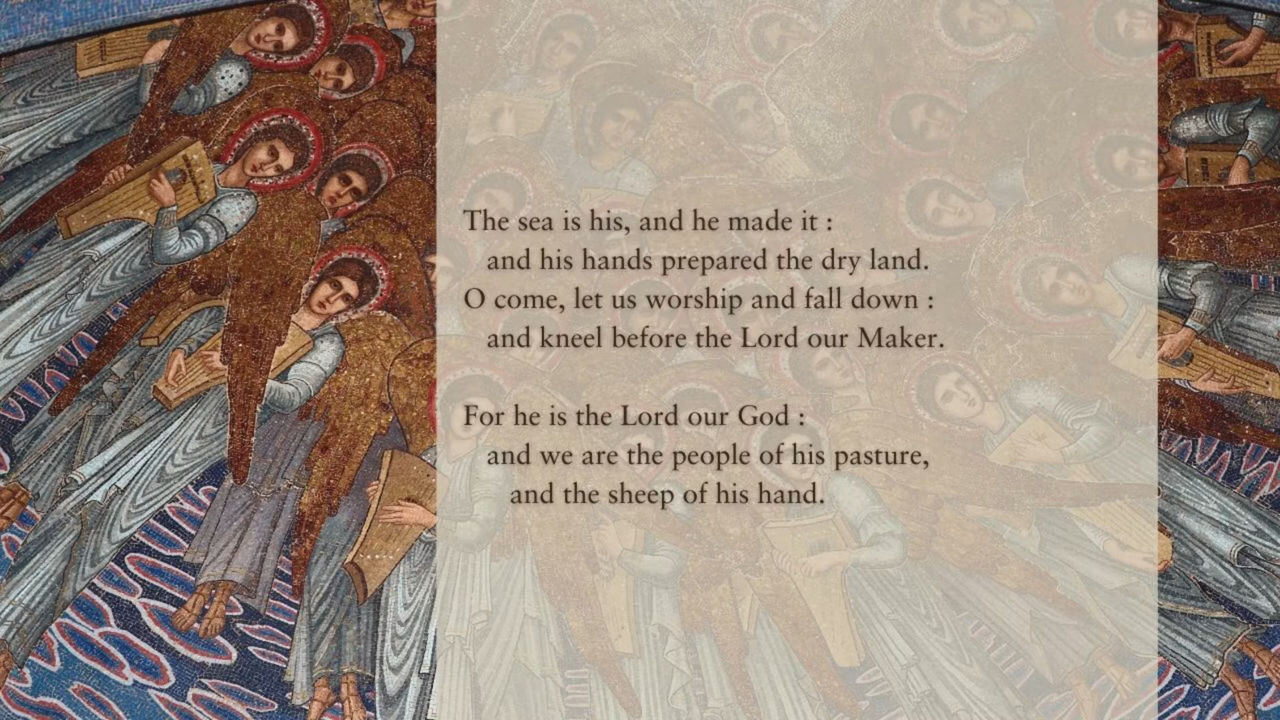 The sea is his, and he made it :
and his hands prepared the dry land.
O come, let us worship and fall down :
and kneel before the Lord our Maker.
For he is the Lord our God :
and we are the people of his pasture,
and the sheep of his hand.